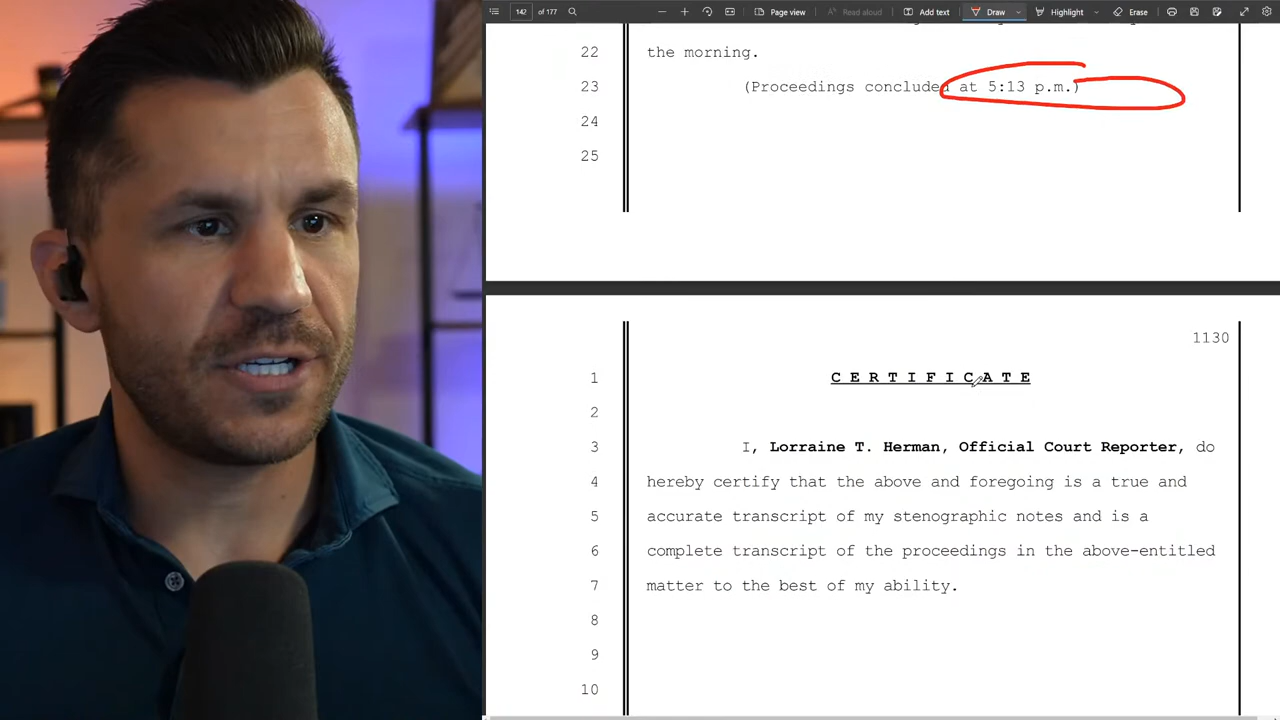 142 of 177
Page view
Read aloud
Add text
Draw
Highlight
Erase
22 the morning.
23 (Proceedings concluded at 5:13 p.m.)
24
25
1130
1 C E R T I F I C A T E
2
3 I, Lorraine T. Herman, Official Court Reporter, do
4 hereby certify that the above and foregoing is a true and
5 accurate transcript of my stenographic notes and is a
6 complete transcript of the proceedings in the above-entitled
7 matter to the best of my ability.
8
9
10